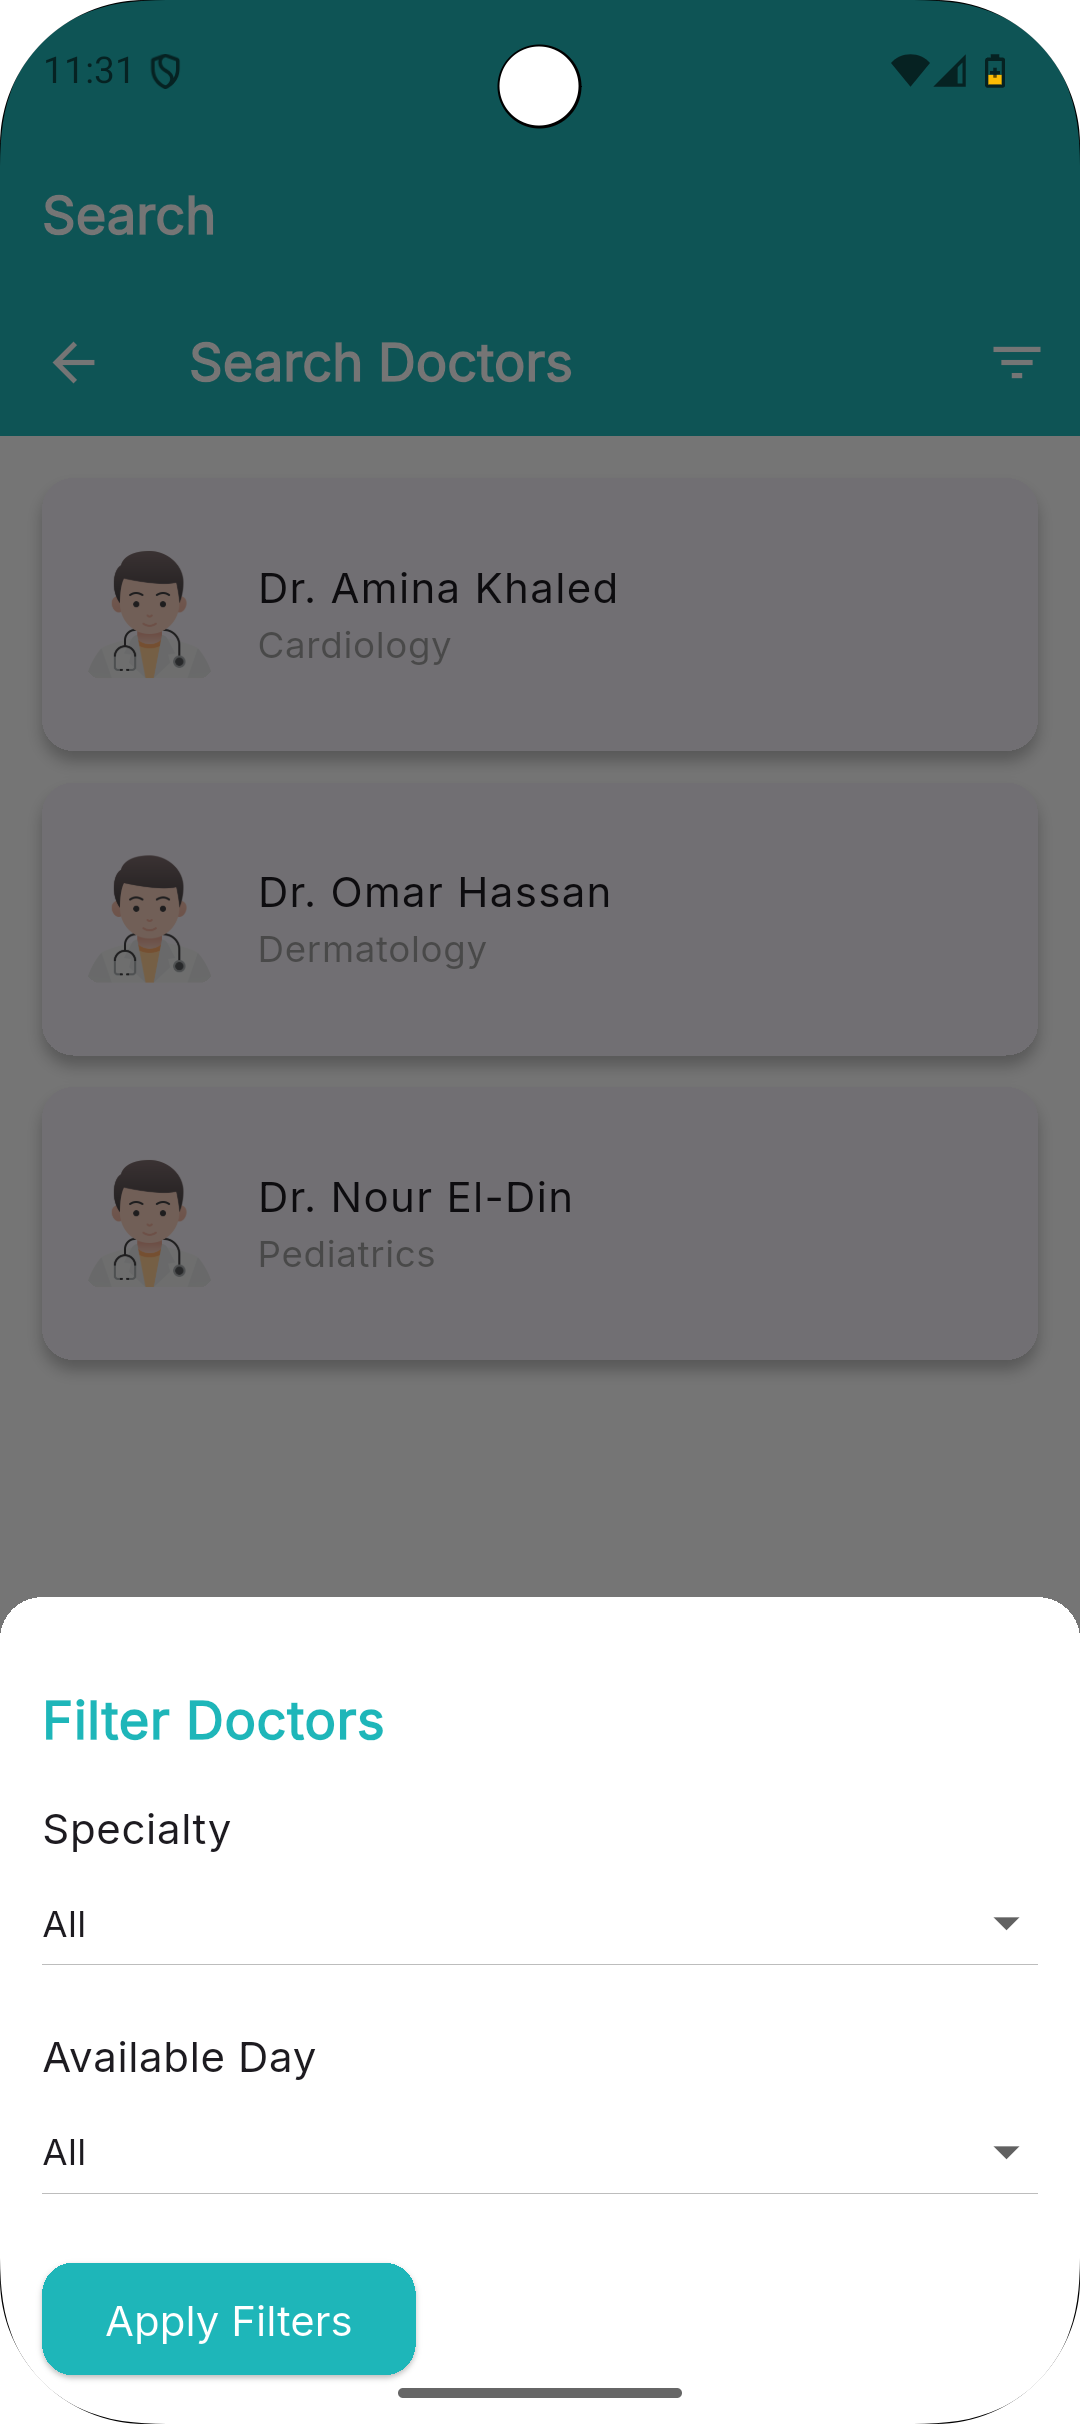 11:31
Search
Search Doctors
Dr. Amina Khaled
Cardiology
Dr. Omar Hassan
Dermatology
Dr. Nour El-Din
Pediatrics
Filter Doctors
Specialty
All
Available Day
All
Apply Filters